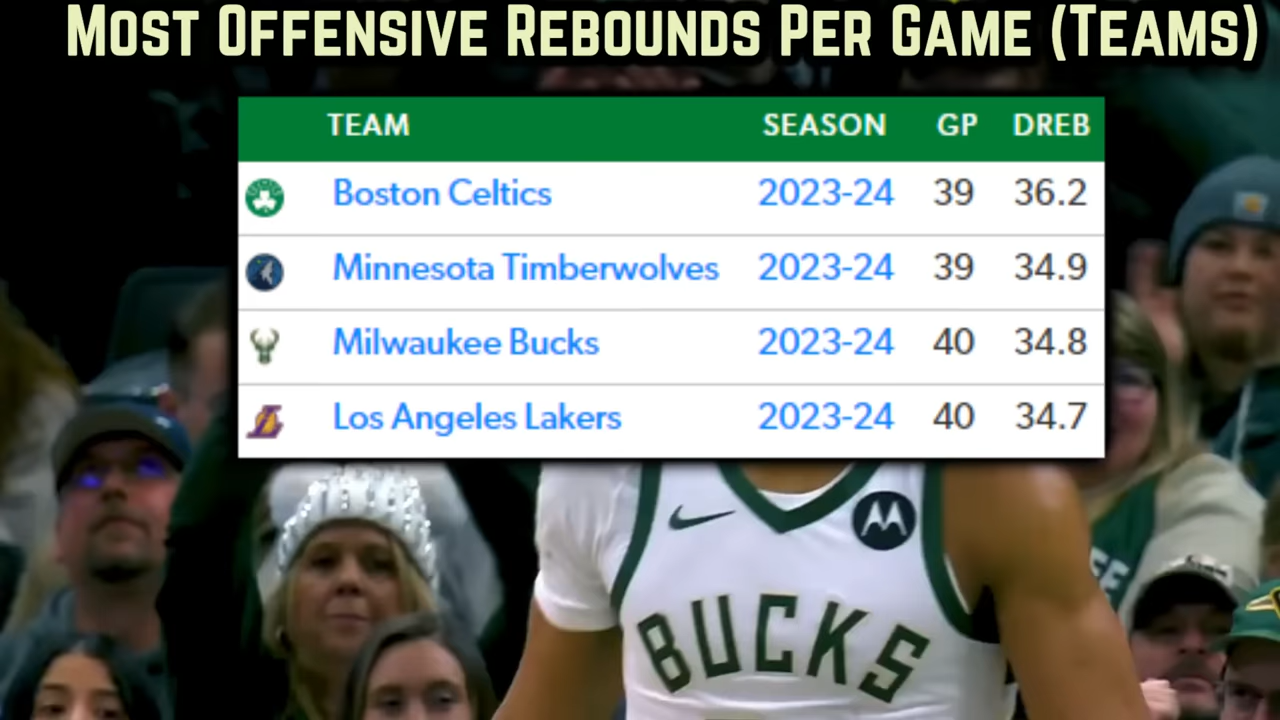 MOST OFFENSIVE REBOUNDS PER GAME (TEAMS)
TEAM SEASON GP DREB
Boston Celtics 2023-24 39 36.2
Minnesota Timberwolves 2023-24 39 34.9
Milwaukee Bucks 2023-24 40 34.8
Los Angeles Lakers 2023-24 40 34.7
BUCKS